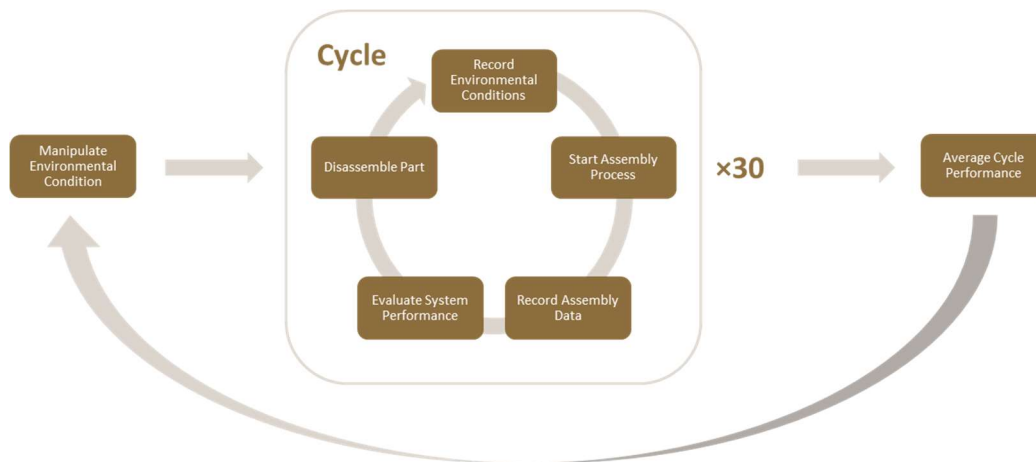 Cycle
Record
Environmental
Conditions
Manipulate
Environmental
Condition
Disassemble Part
Start Assembly
Process
×30
Average Cycle
Performance
Evaluate System
Performance
Record Assembly
Data